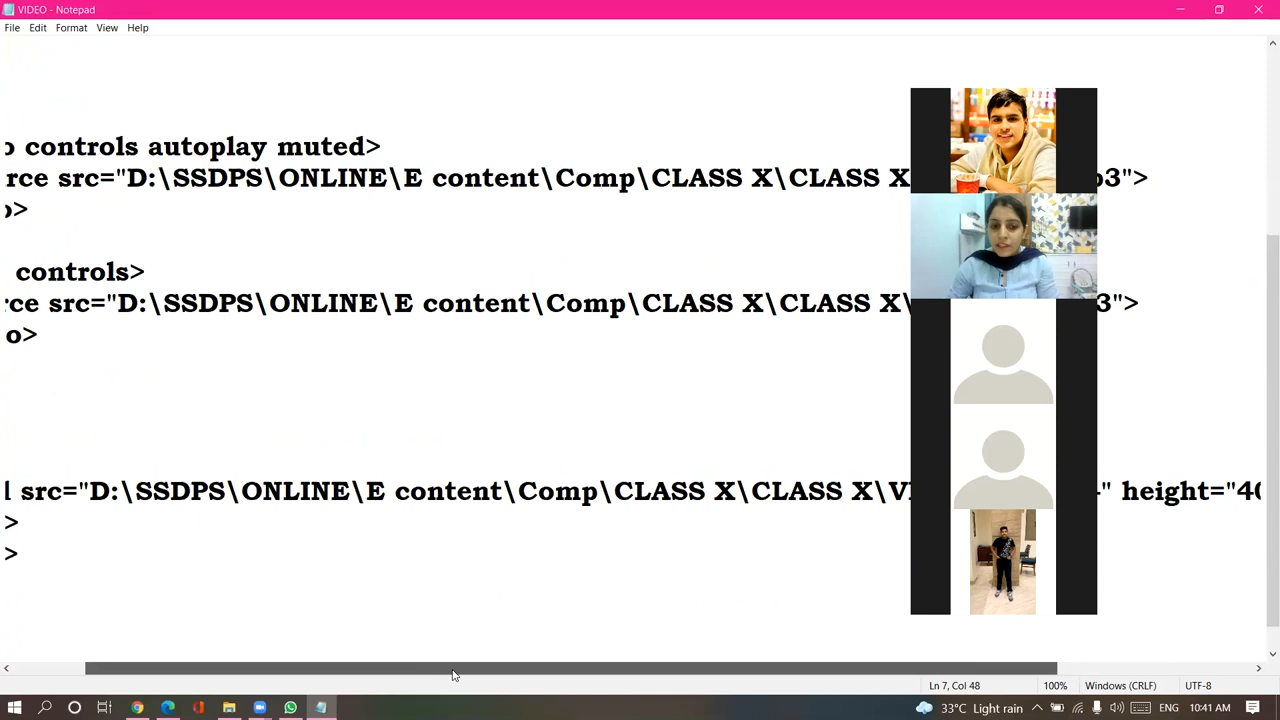 VIDEO - Notepad
File Edit Format View Help
o controls autoplay muted>
rce src="D:\SSDPS\ONLINE\E content\Comp\CLASS X\CLASS X p3">
o>
controls>
rce src="D:\SSDPS\ONLINE\E content\Comp\CLASS X\CLASS X\ 3">
o>
src="D:\SSDPS\ONLINE\E content\Comp\CLASS X\CLASS X\V " height="40
>
>
Ln 7, Col 48 100% Windows (CRLF) UTF-8
33°C Light rain ENG 10:41 AM